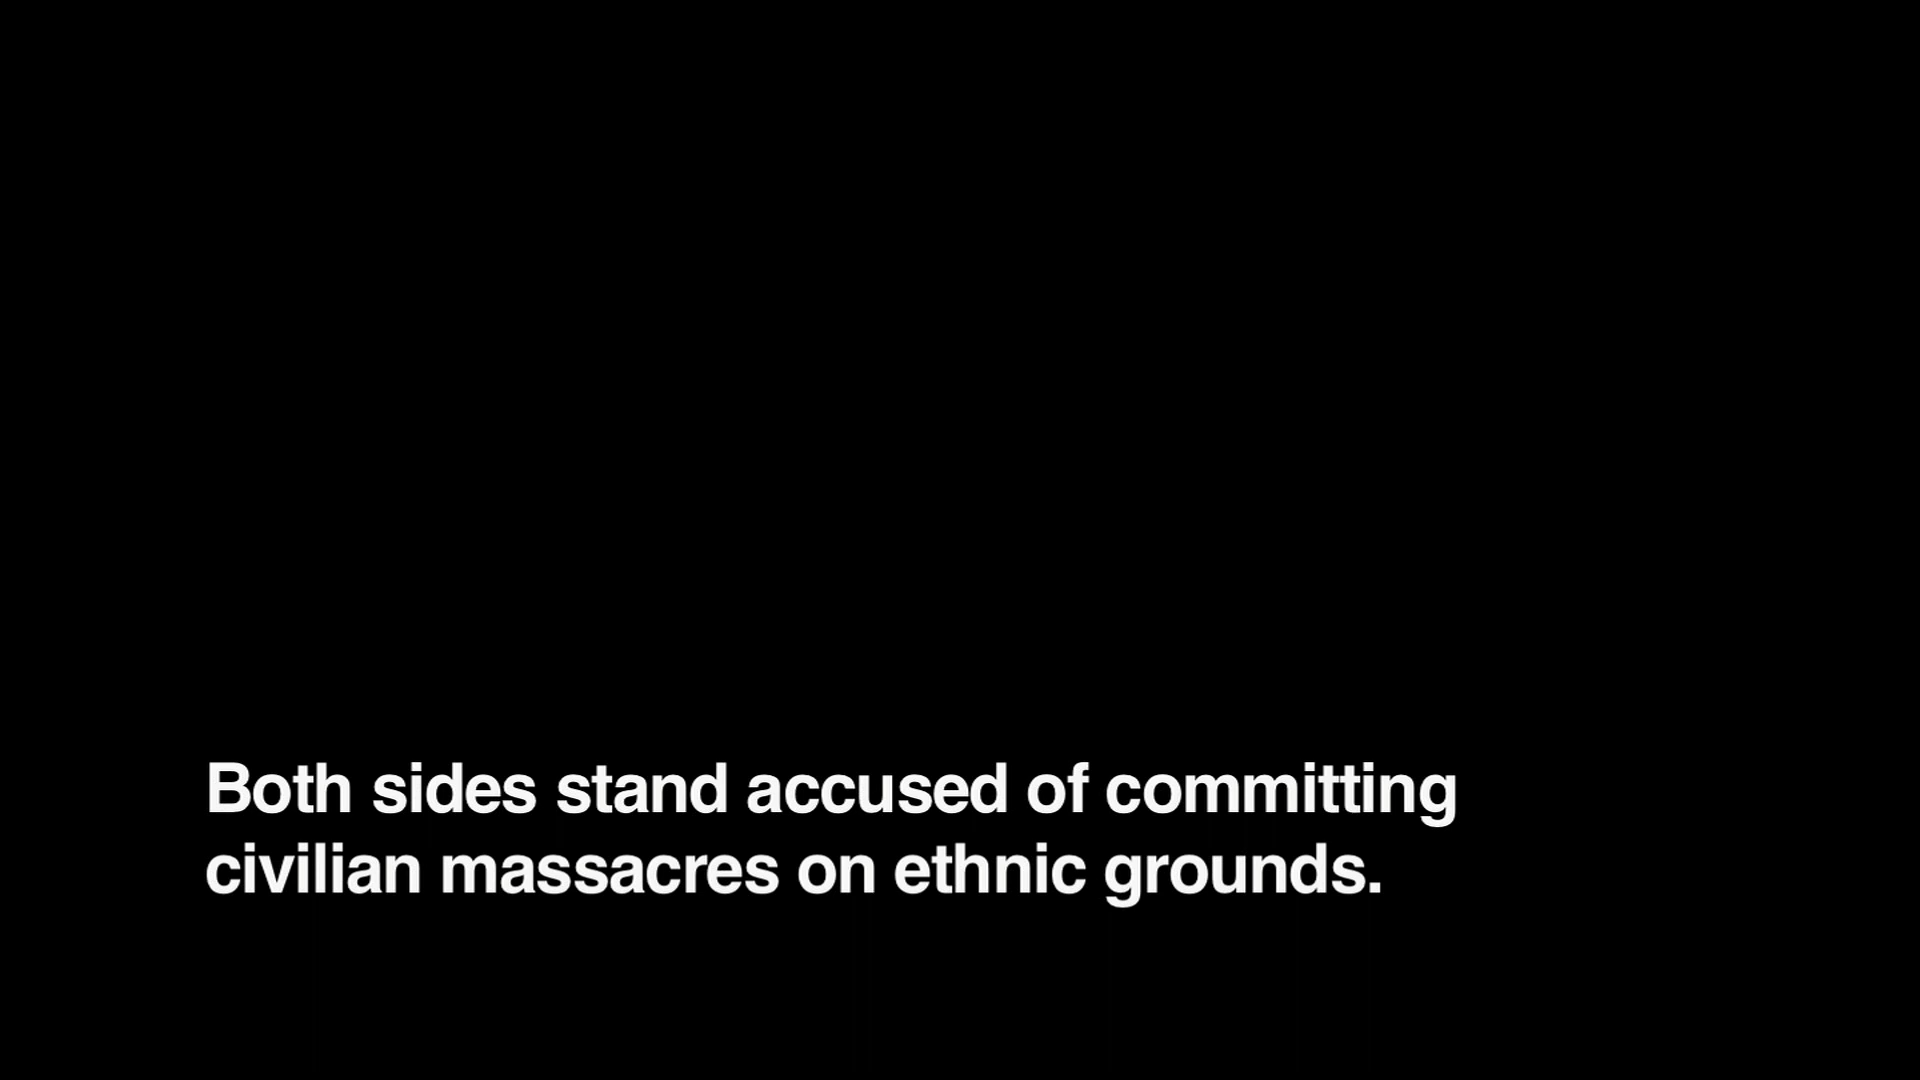 Both sides stand accused of committing
civilian massacres on ethnic grounds.